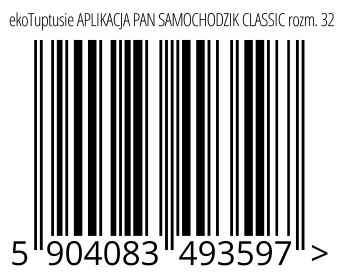 ekoTuptusie APLIKACJA PAN SAMOCHODZIK CLASSIC rozm. 32
5 904083 493597 >